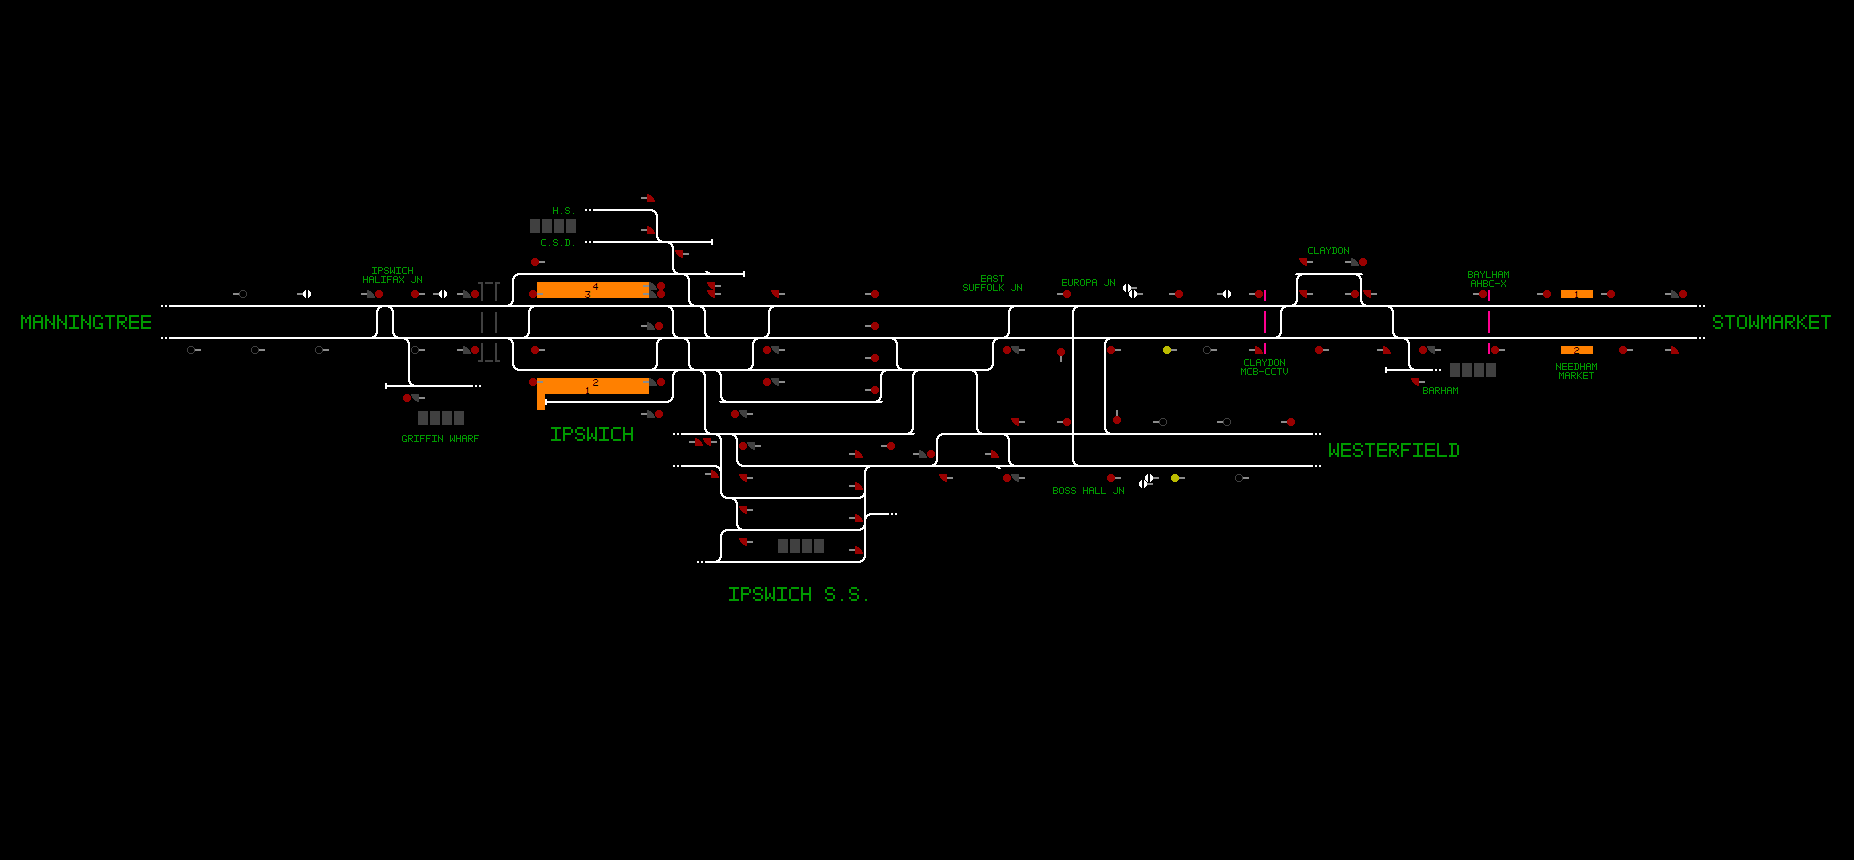 H.S.
C.S.D.
IPSWICH
HALIFAX JN
4
3
EAST
SUFFOLK JN
EUROPA JN
CLAYDON
BAYLHAM
AHBC-X
1
MANNINGTREE
STOWMARKET
CLAYDON
MCB-CCTV
2
NEEDHAM
MARKET
BARHAM
2
1
GRIFFIN WHARF
IPSWICH
WESTERFIELD
BOSS HALL JN
IPSWICH S.S.